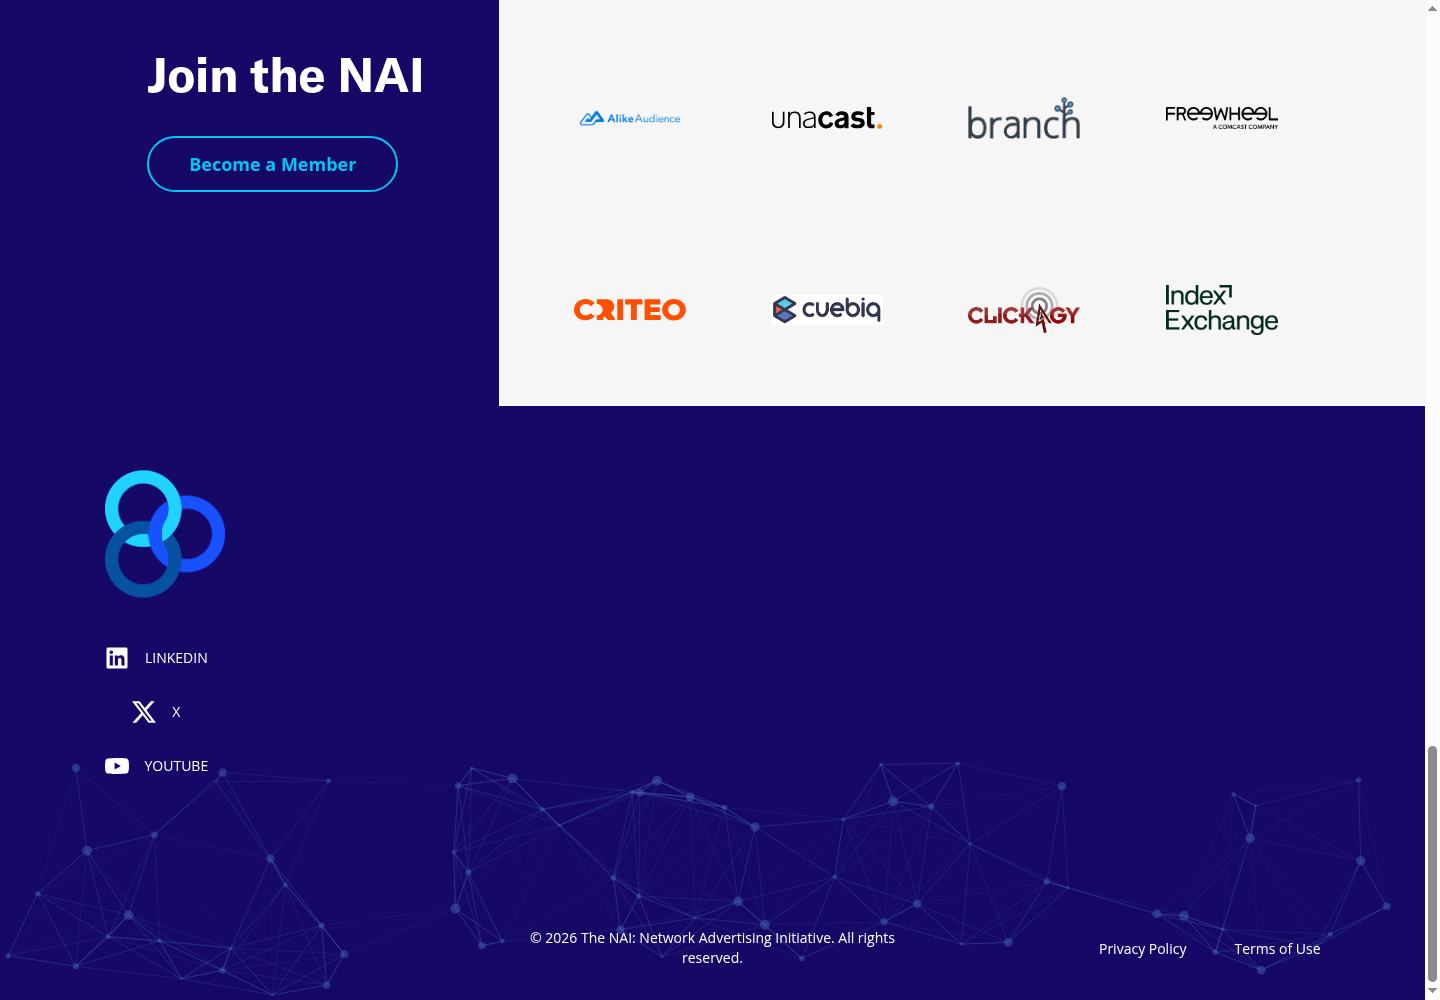 Join the NAI
Become a Member
AlikeAudience
unacast.
branch
FREEWHEEL
A COMCAST COMPANY
CRITEO
cuebiq
CLICKAGY
Index
Exchange
LINKEDIN
X
YOUTUBE
© 2026 The NAI: Network Advertising Initiative. All rights
reserved.
Privacy Policy
Terms of Use